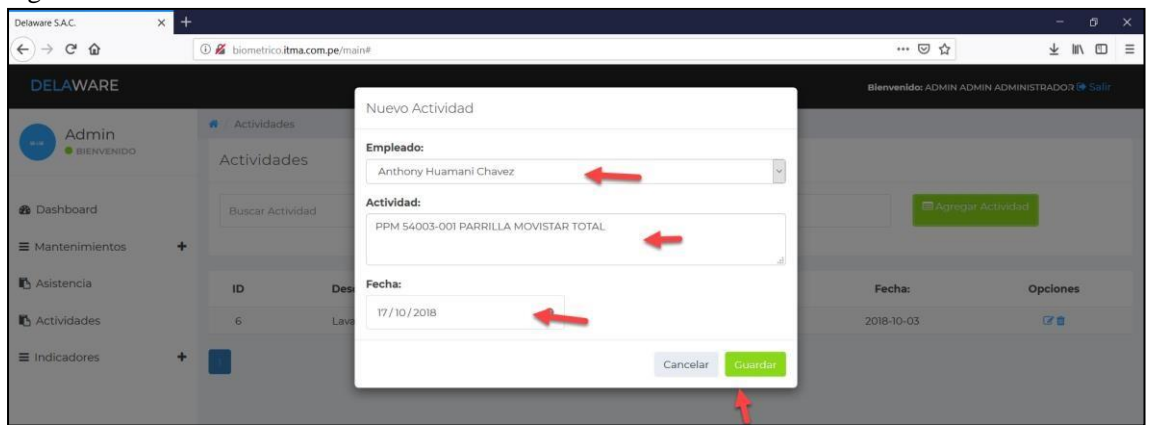 Delaware S.A.C.
biometrico.itma.com.pe/main#
DELAWARE
Bienvenido: ADMIN ADMIN ADMINISTRADOR Salir
Admin
BIENVENIDO
Dashboard
Mantenimientos
Asistencia
Actividades
Indicadores
/ Actividades
Actividades
Buscar Actividad
Agregar Actividad
ID
Fecha:
Opciones
6
2018-10-03
Nuevo Actividad
Empleado:
Anthony Huamani Chavez
Actividad:
PPM 54003-001 PARRILLA MOVISTAR TOTAL
Fecha:
17/10/2018
Cancelar Guardar